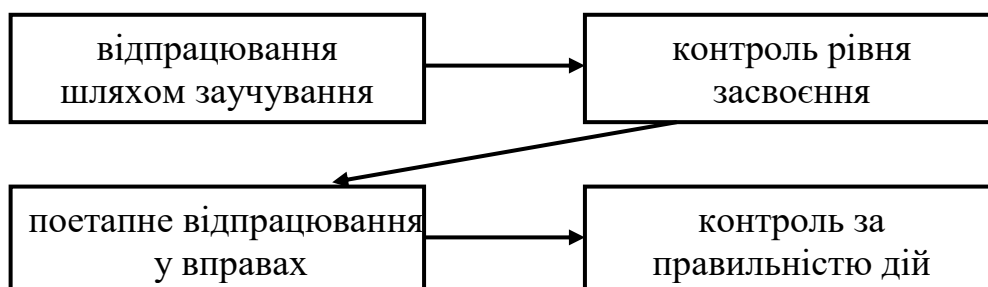 відпрацювання
шляхом заучування
контроль рівня
засвоєння
поетапне відпрацювання
у вправах
контроль за
правильністю дій